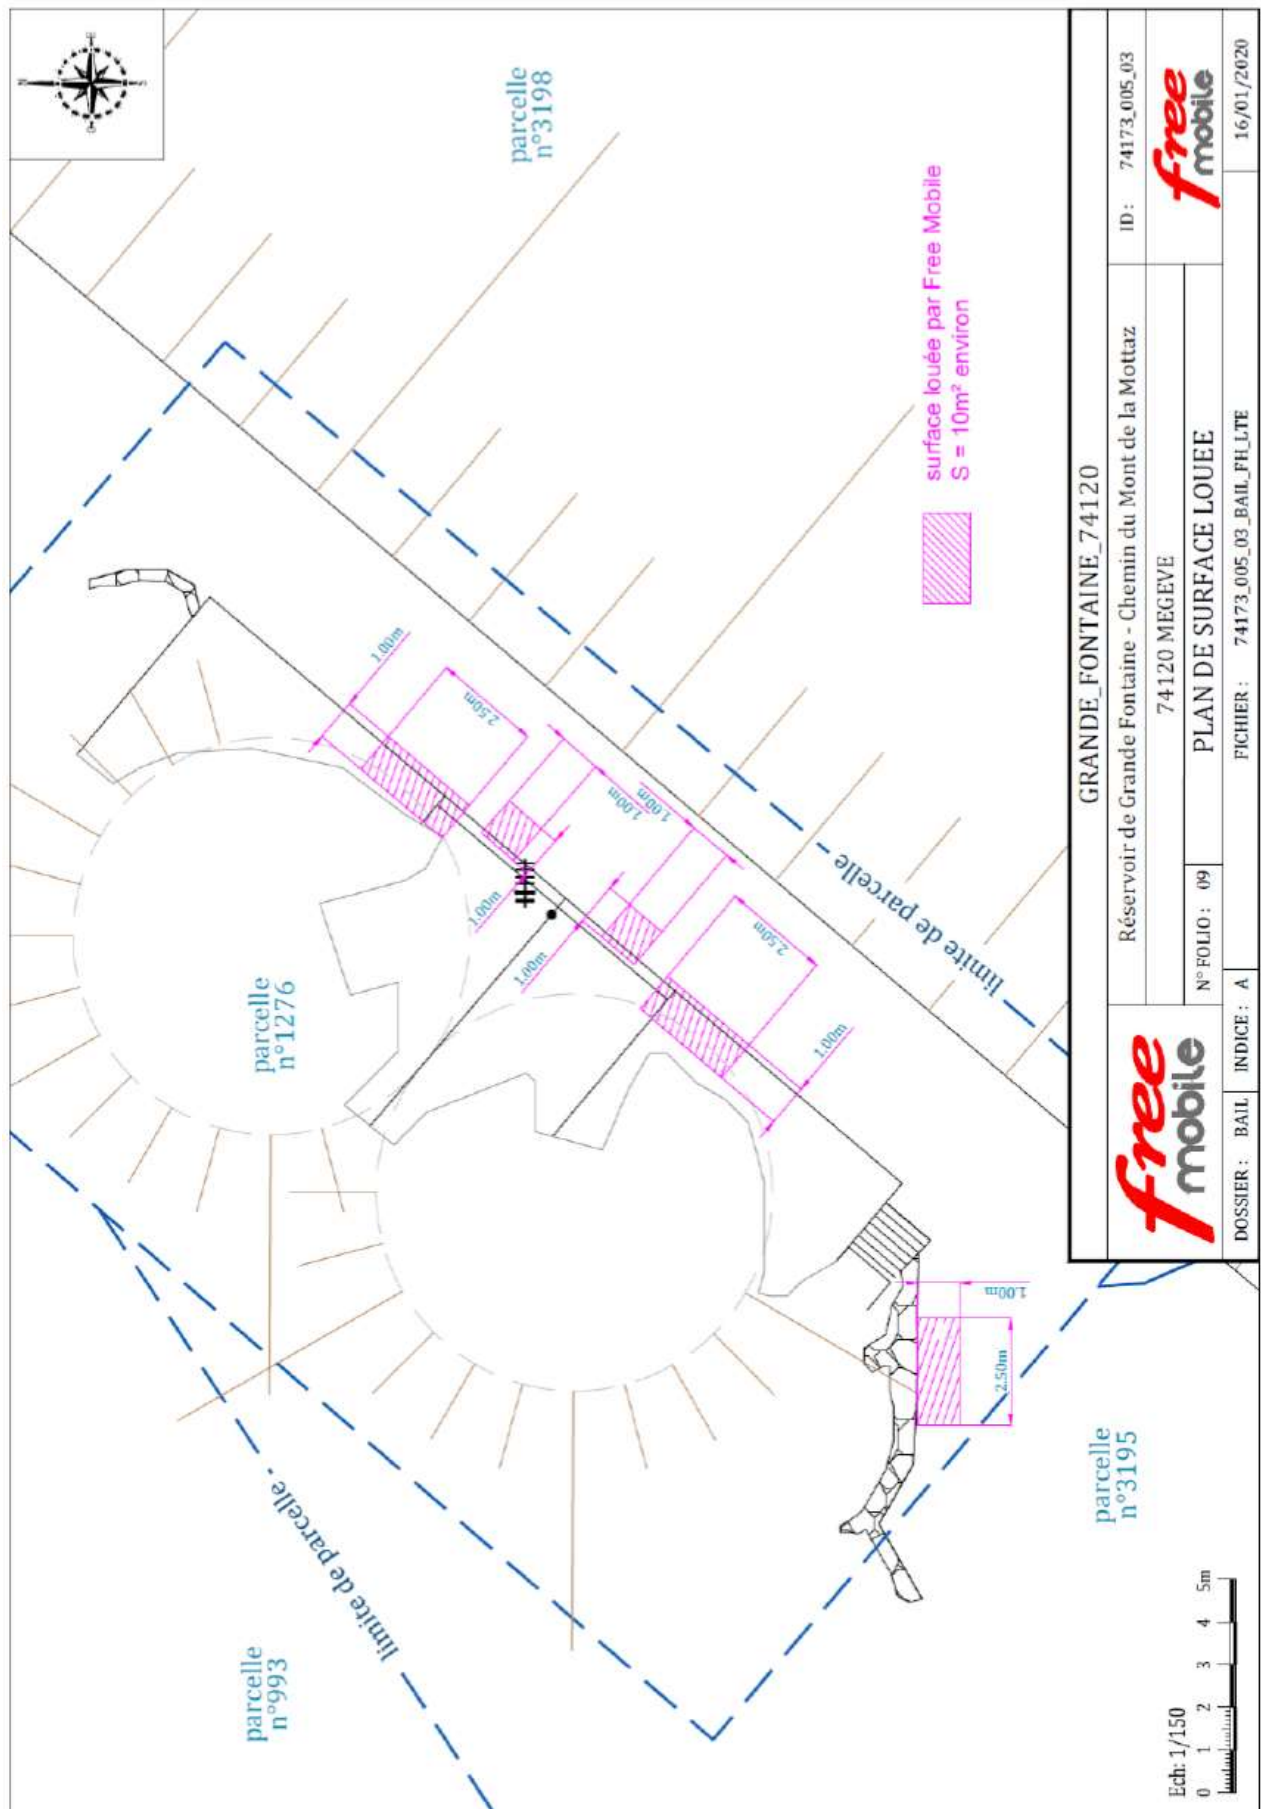 parcelle
n°993
parcelle
n°1276
parcelle
n°3198
limite de parcelle
1.00m
2.50m
1.00m
1.00m
1.00m
1.00m
2.50m
1.00m
limite de parcelle
1.00m
2.50m
parcelle
n°3195
surface louée par Free Mobile
S = 10m² environ
Ech: 1/150
0 1 2 3 4 5m
GRANDE_FONTAINE_74120
free
mobile
Réservoir de Grande Fontaine - Chemin du Mont de la Mottaz
ID : 74173_005_03
74120 MEGEVE
N° FOLIO : 09
PLAN DE SURFACE LOUEE
free
mobile
DOSSIER : BAIL
INDICE : A
FICHIER : 74173_005_03_BAIL_FH_LTE
16/01/2020